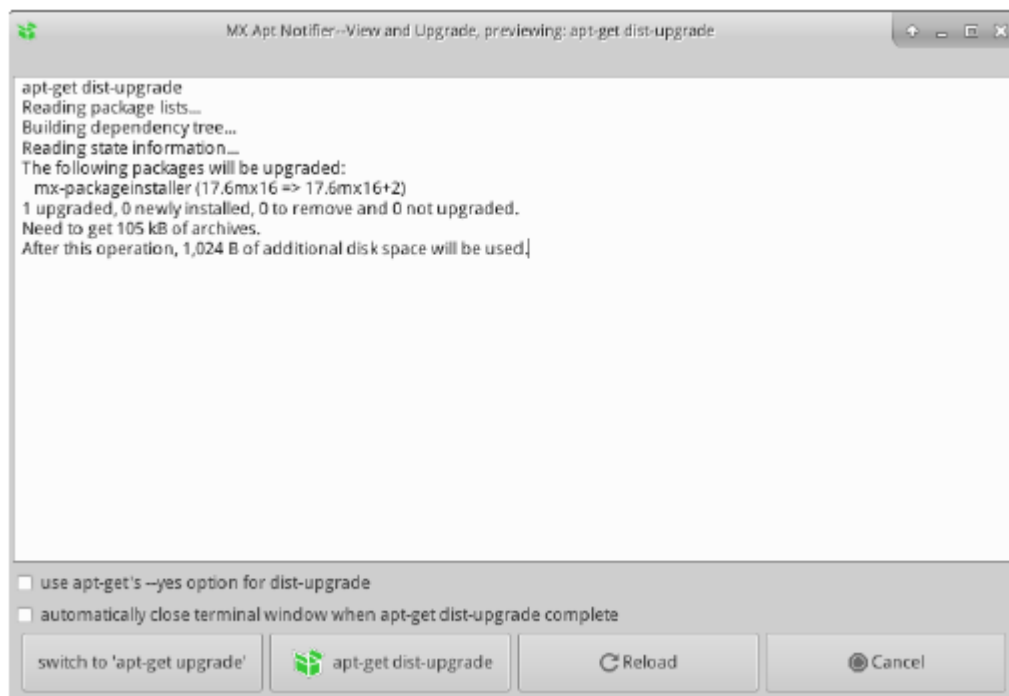 MX Apt Notifier--View and Upgrade, previewing: apt-get dist-upgrade
apt-get dist-upgrade
Reading package lists...
Building dependency tree...
Reading state information...
The following packages will be upgraded:
mx-packageinstaller (17.6mx16 => 17.6mx16+2)
1 upgraded, 0 newly installed, 0 to remove and 0 not upgraded.
Need to get 105 kB of archives.
After this operation, 1,024 B of additional disk space will be used.
use apt-get's --yes option for dist-upgrade
automatically close terminal window when apt-get dist-upgrade complete
switch to 'apt-get upgrade'
apt-get dist-upgrade
Reload
Cancel